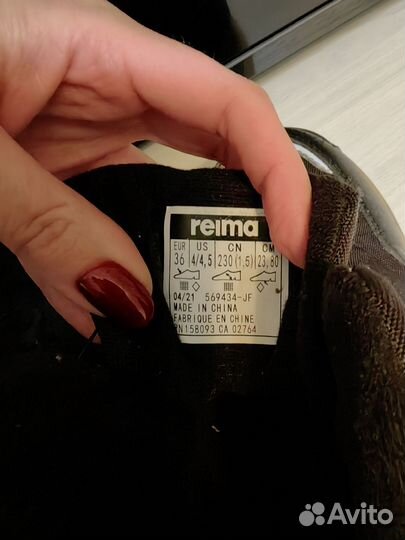 reima
EUR US CN CM
36 4/4,5 230(1,5) 23,60
04/21 569434-JF
MADE IN CHINA
FABRIQUE EN CHINE
RN158093 CA 02764
Avito